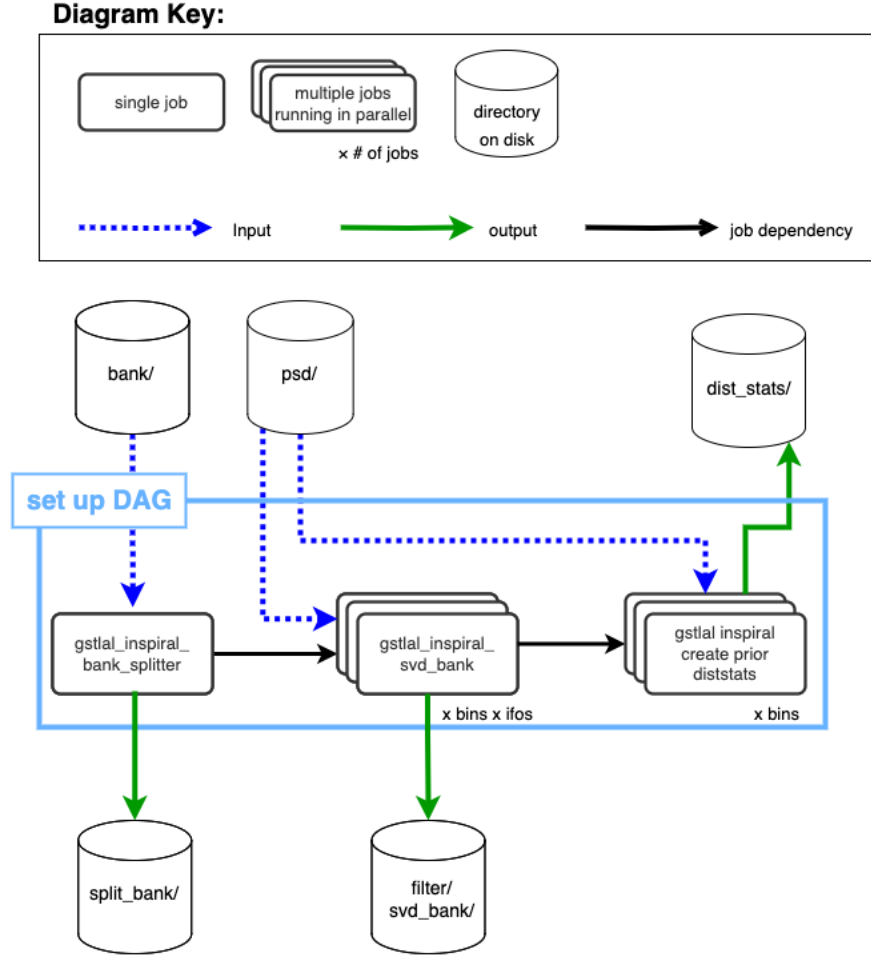 Diagram Key:
single job
multiple jobs
running in parallel
x # of jobs
directory
on disk
Input
output
job dependency
bank/
psd/
dist_stats/
set up DAG
gstlal_inspiral_
bank_splitter
gstlal_inspiral_
svd_bank
gstlal inspiral
create prior
diststats
x bins x ifos
x bins
split_bank/
filter/
svd_bank/